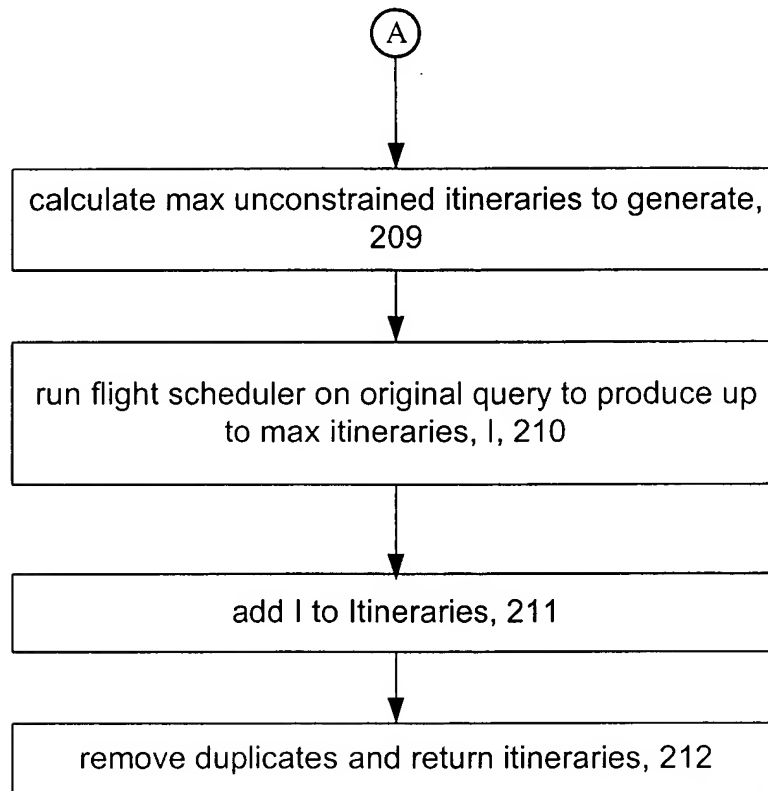 A
calculate max unconstrained itineraries to generate,
209
run flight scheduler on original query to produce up
to max itineraries, I, 210
add I to Itineraries, 211
remove duplicates and return itineraries, 212